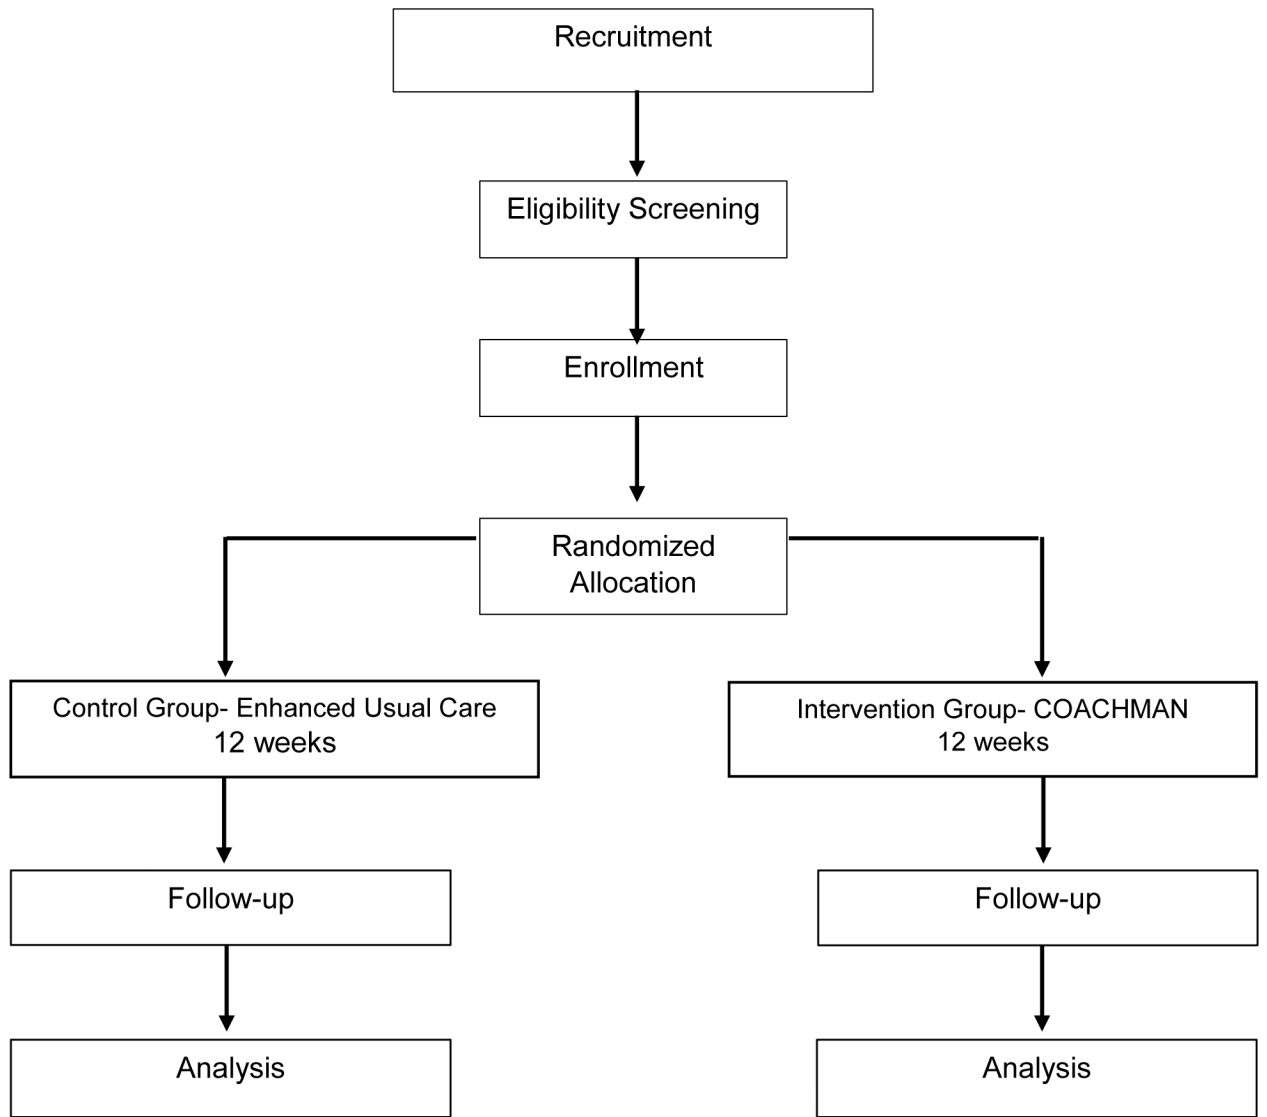 Recruitment
Eligibility Screening
Enrollment
Randomized
Allocation
Control Group- Enhanced Usual Care
12 weeks
Intervention Group- COACHMAN
12 weeks
Follow-up
Follow-up
Analysis
Analysis